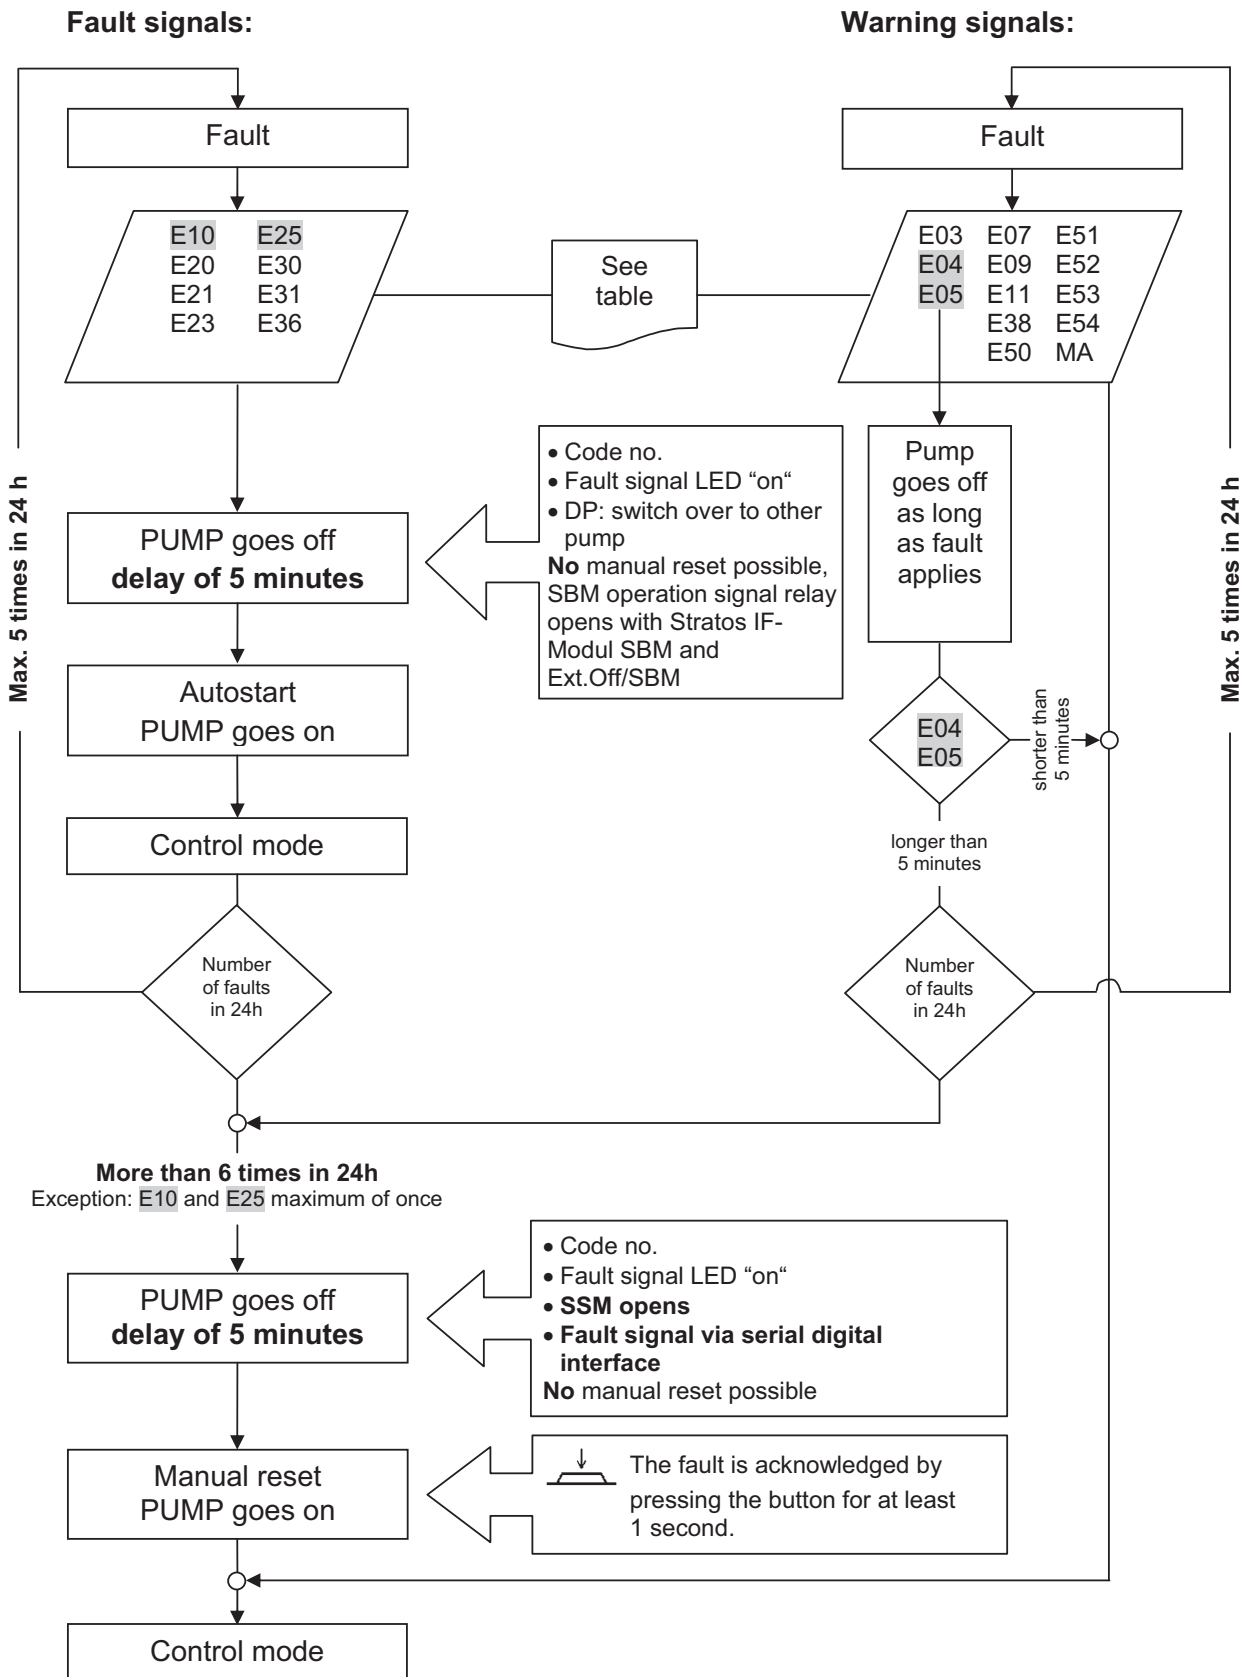 Fault signals:
Warning signals:
Fault
Fault
E10 E25
E20 E30
E21 E31
E23 E36
See
table
E03 E07 E51
E04 E09 E52
E05 E11 E53
E38 E54
E50 MA
Max. 5 times in 24 h
Max. 5 times in 24 h
PUMP goes off
delay of 5 minutes
• Code no.
• Fault signal LED “on“
• DP: switch over to other
pump
No manual reset possible,
SBM operation signal relay
opens with Stratos IF-
Modul SBM and
Ext.Off/SBM
Pump
goes off
as long
as fault
applies
Autostart
PUMP goes on
E04
E05
shorter than
5 minutes
Control mode
longer than
5 minutes
Number
of faults
in 24h
Number
of faults
in 24h
More than 6 times in 24h
Exception: E10 and E25 maximum of once
PUMP goes off
delay of 5 minutes
• Code no.
• Fault signal LED “on“
• SSM opens
• Fault signal via serial digital
interface
No manual reset possible
Manual reset
PUMP goes on
The fault is acknowledged by
pressing the button for at least
1 second.
Control mode